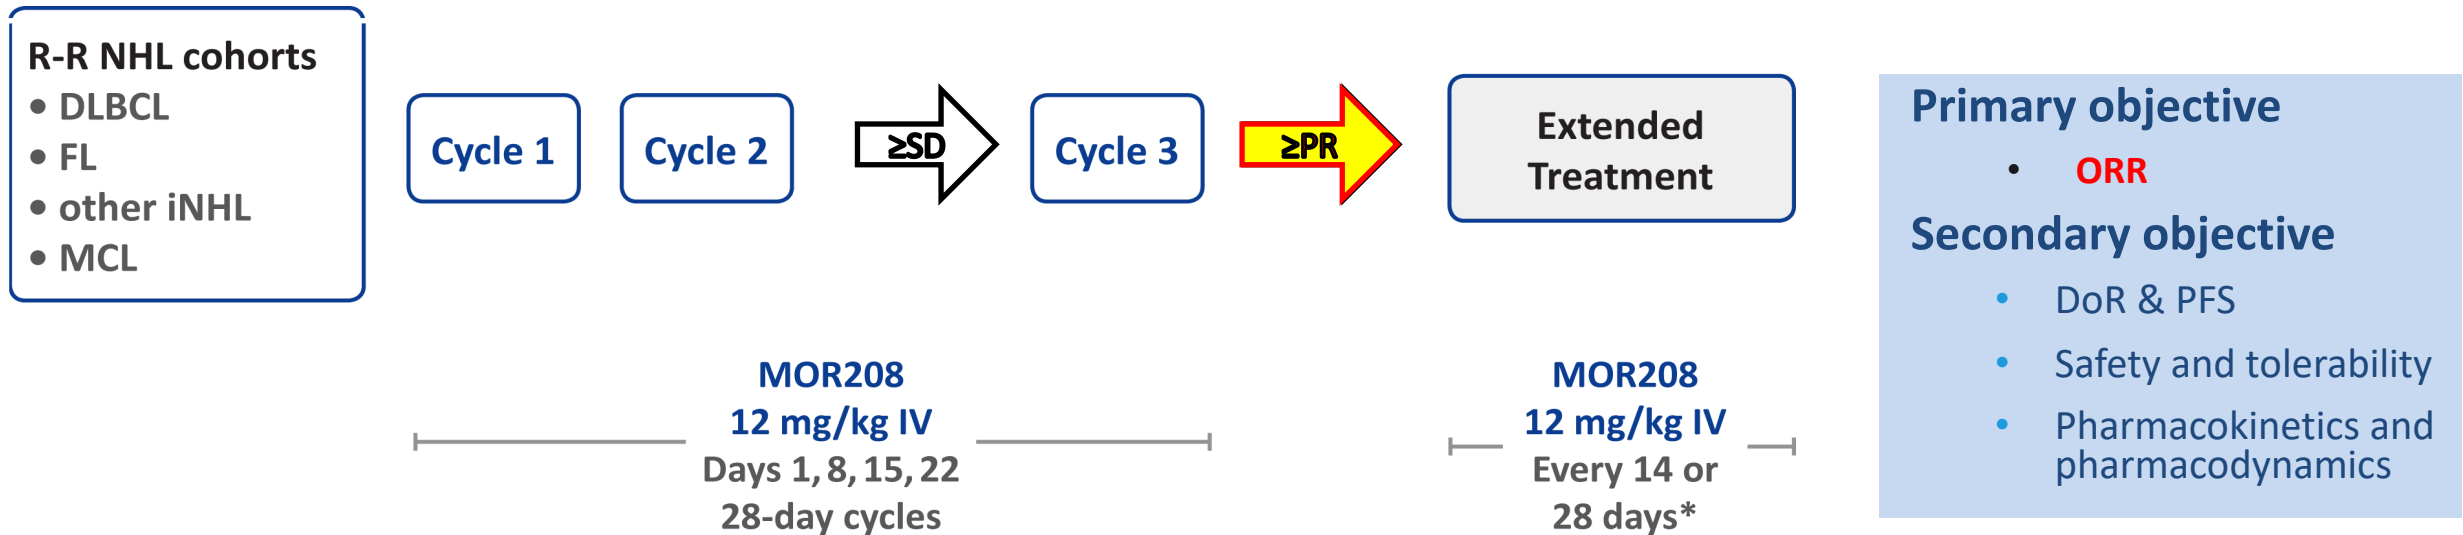 R-R NHL cohorts
• DLBCL
• FL
• other iNHL
• MCL
Cycle 1
Cycle 2
≥SD
Cycle 3
≥PR
Extended
Treatment
MOR208
12 mg/kg IV
Days 1, 8, 15, 22
28-day cycles
MOR208
12 mg/kg IV
Every 14 or
28 days*
Primary objective
• ORR
Secondary objective
• DoR & PFS
• Safety and tolerability
• Pharmacokinetics and
pharmacodynamics